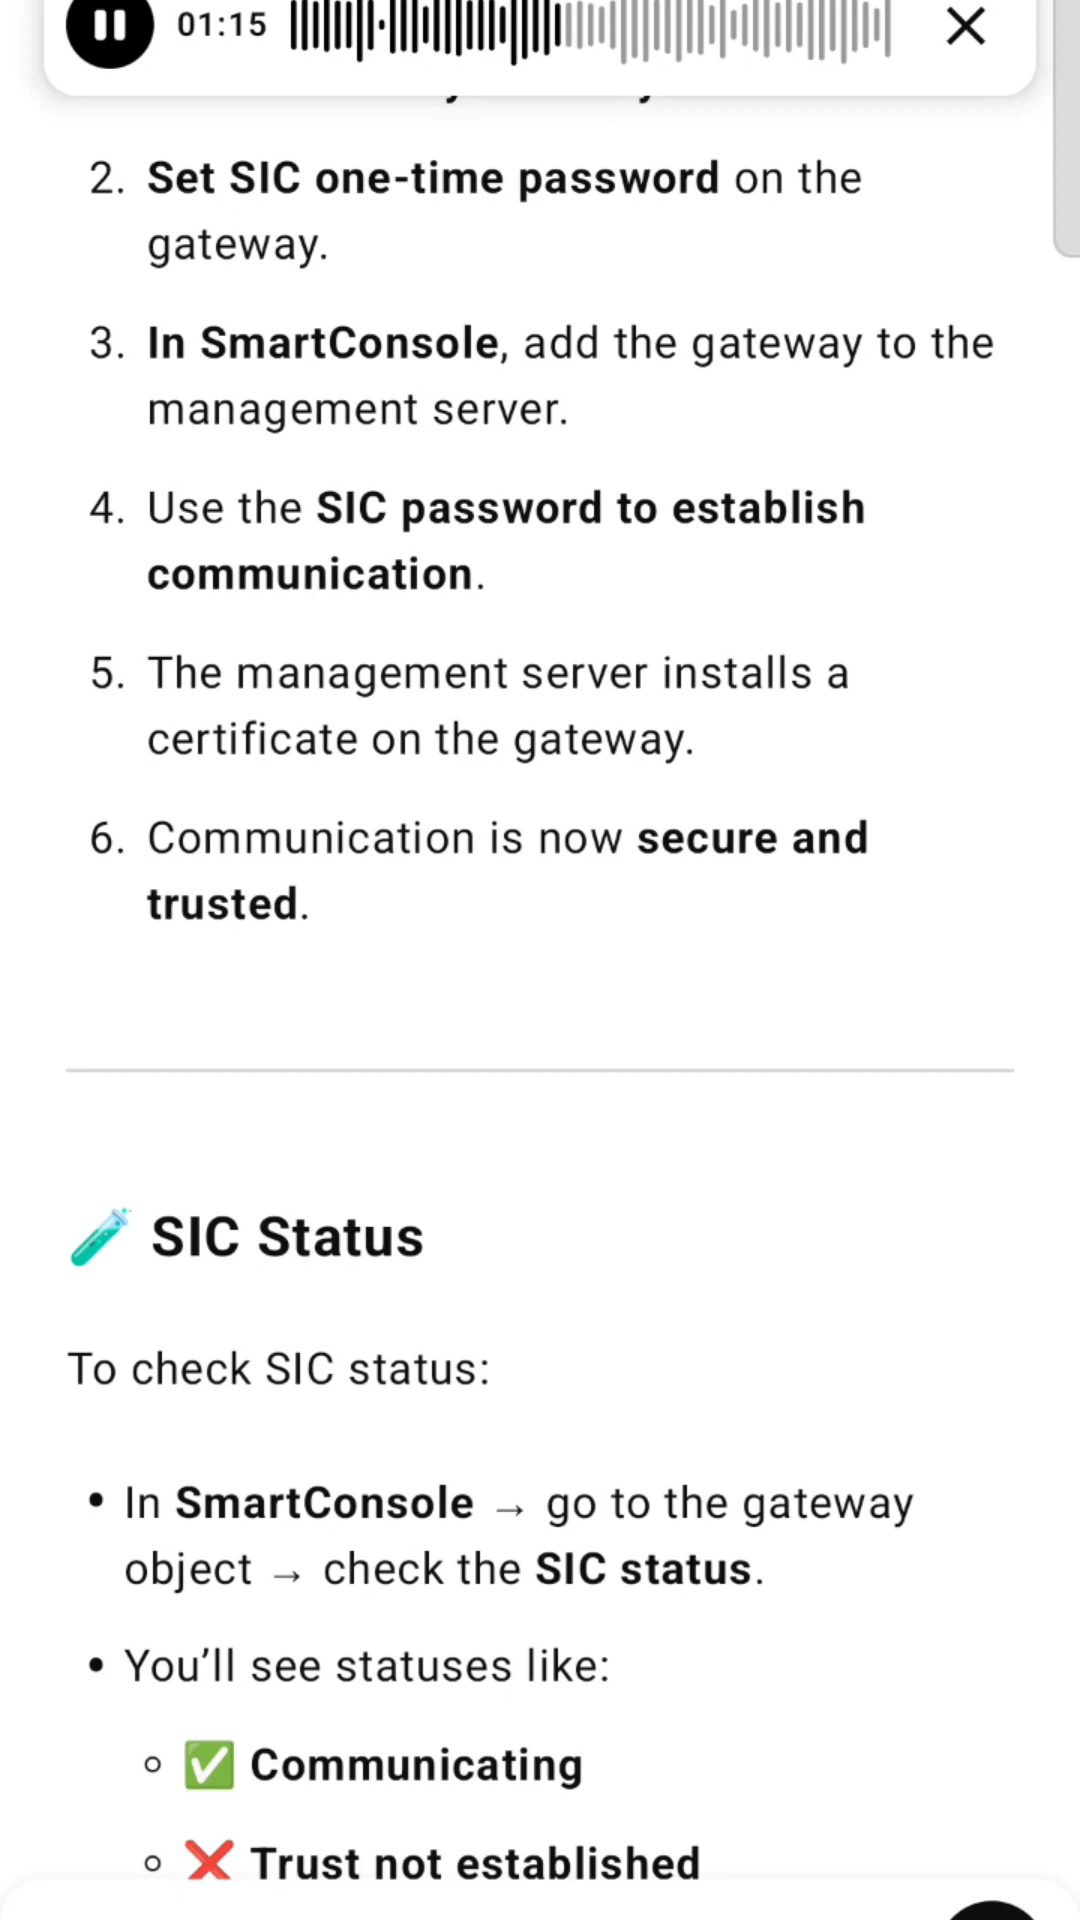 01:15
2. Set SIC one-time password on the
gateway.
3. In SmartConsole, add the gateway to the
management server.
4. Use the SIC password to establish
communication.
5. The management server installs a
certificate on the gateway.
6. Communication is now secure and
trusted.
SIC Status
To check SIC status:
• In SmartConsole → go to the gateway
object → check the SIC status.
• You’ll see statuses like:
✅ Communicating
❌ Trust not established